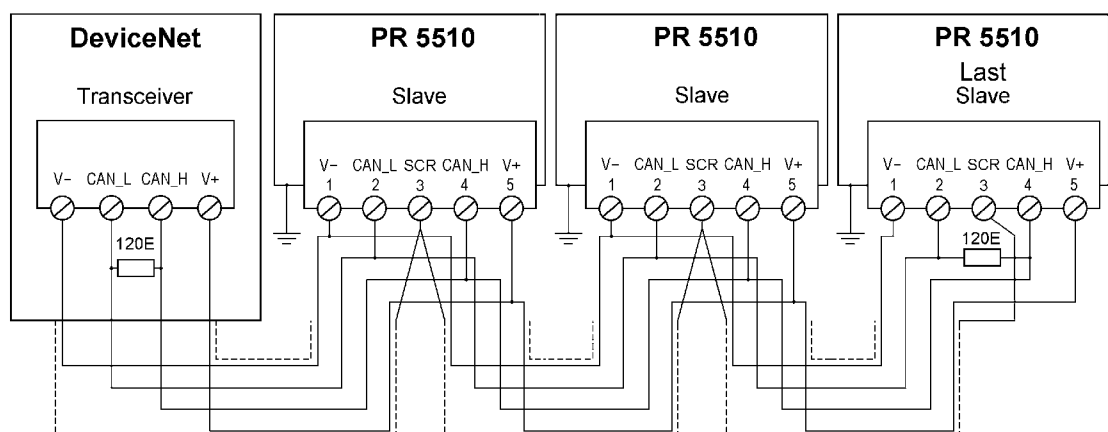 DeviceNet
Transceiver
V- CAN_L CAN_H V+
120E
PR 5510
Slave
V- CAN_L SCR CAN_H V+
1 2 3 4 5
PR 5510
Slave
V- CAN_L SCR CAN_H V+
1 2 3 4 5
PR 5510
Last
Slave
V- CAN_L SCR CAN_H V+
1 2 3 4 5
120E